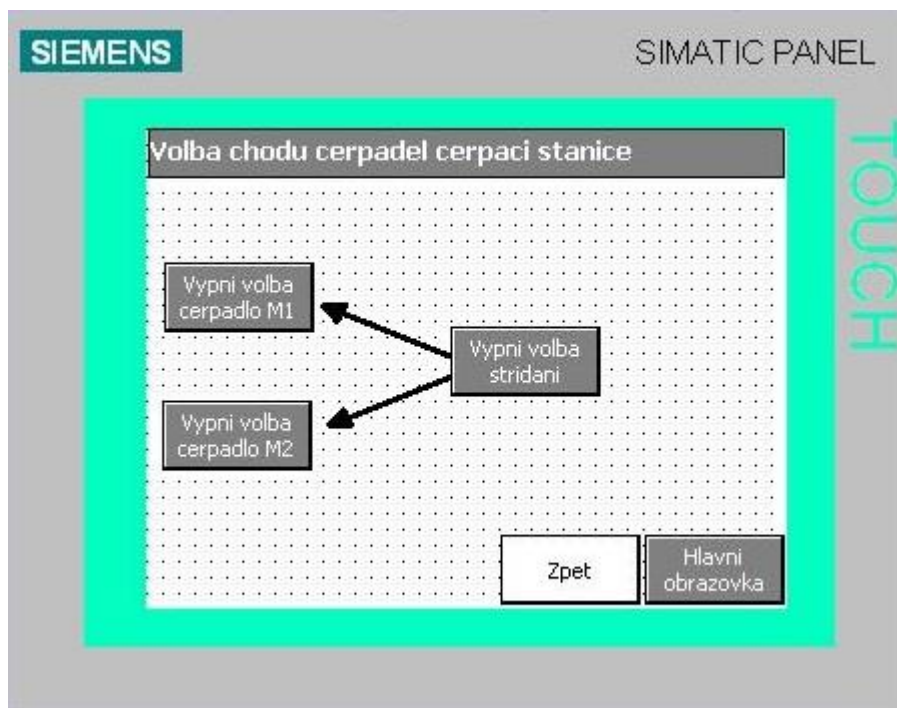 SIEMENS
SIMATIC PANEL
TOUCH
Volba chodu cerpadel cerpaci stanice
Vypni volba
cerpadlo M1
Vypni volba
stridani
Vypni volba
cerpadlo M2
Zpet
Hlavni
obrazovka